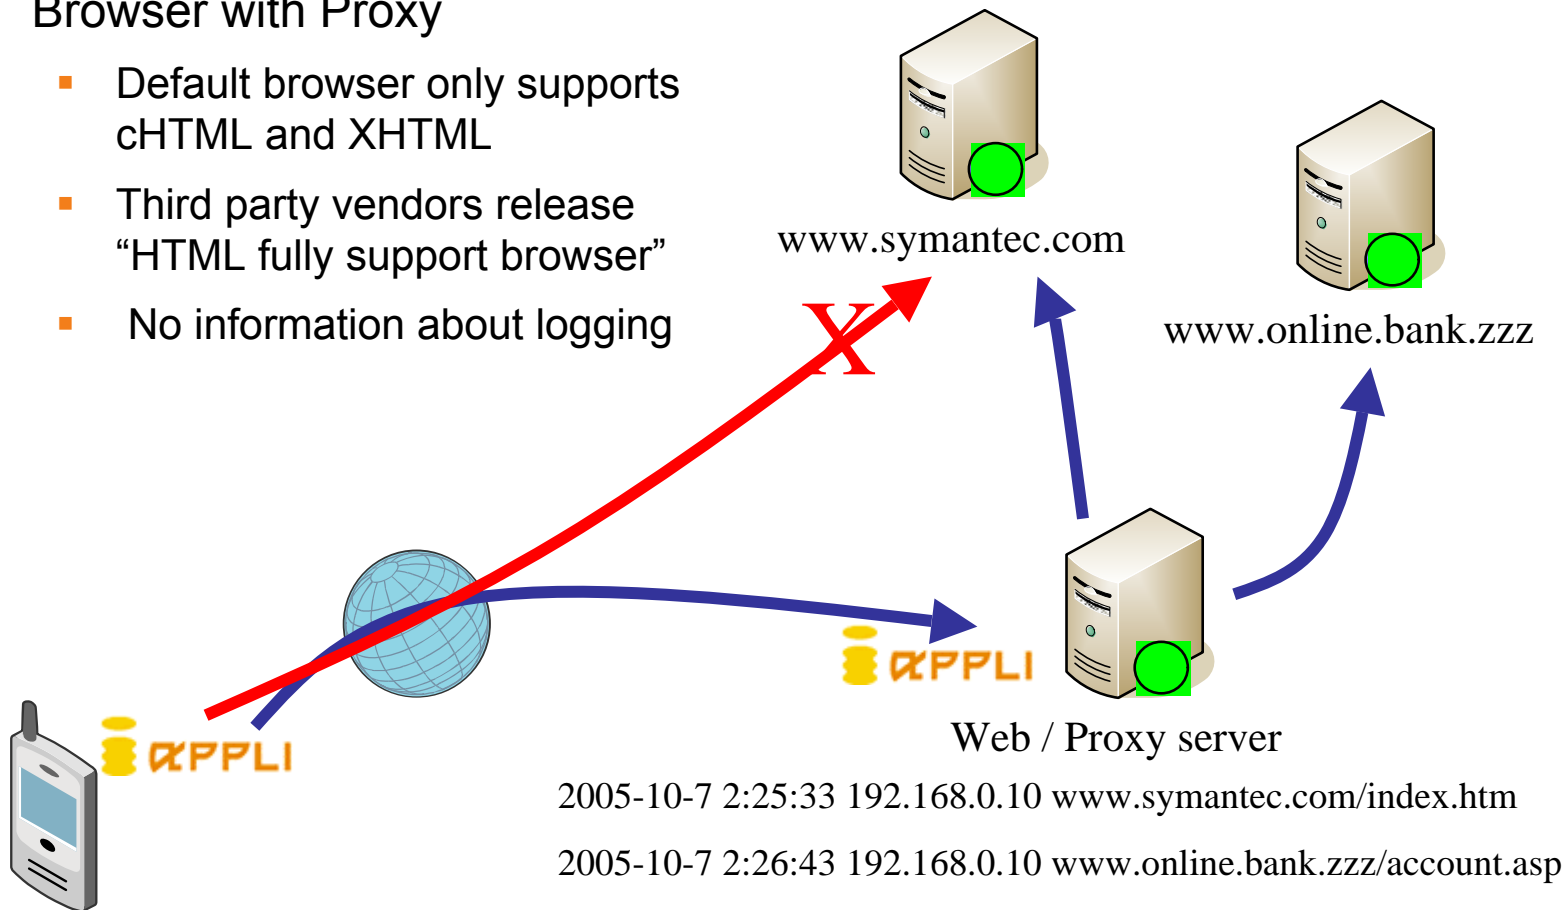 Browser with Proxy
▪ Default browser only supports
cHTML and XHTML
▪ Third party vendors release
“HTML fully support browser”
▪ No information about logging
www.symantec.com
www.online.bank.zzz
X
i αPPLI
i αPPLI
Web / Proxy server
2005-10-7 2:25:33 192.168.0.10 www.symantec.com/index.htm
2005-10-7 2:26:43 192.168.0.10 www.online.bank.zzz/account.asp